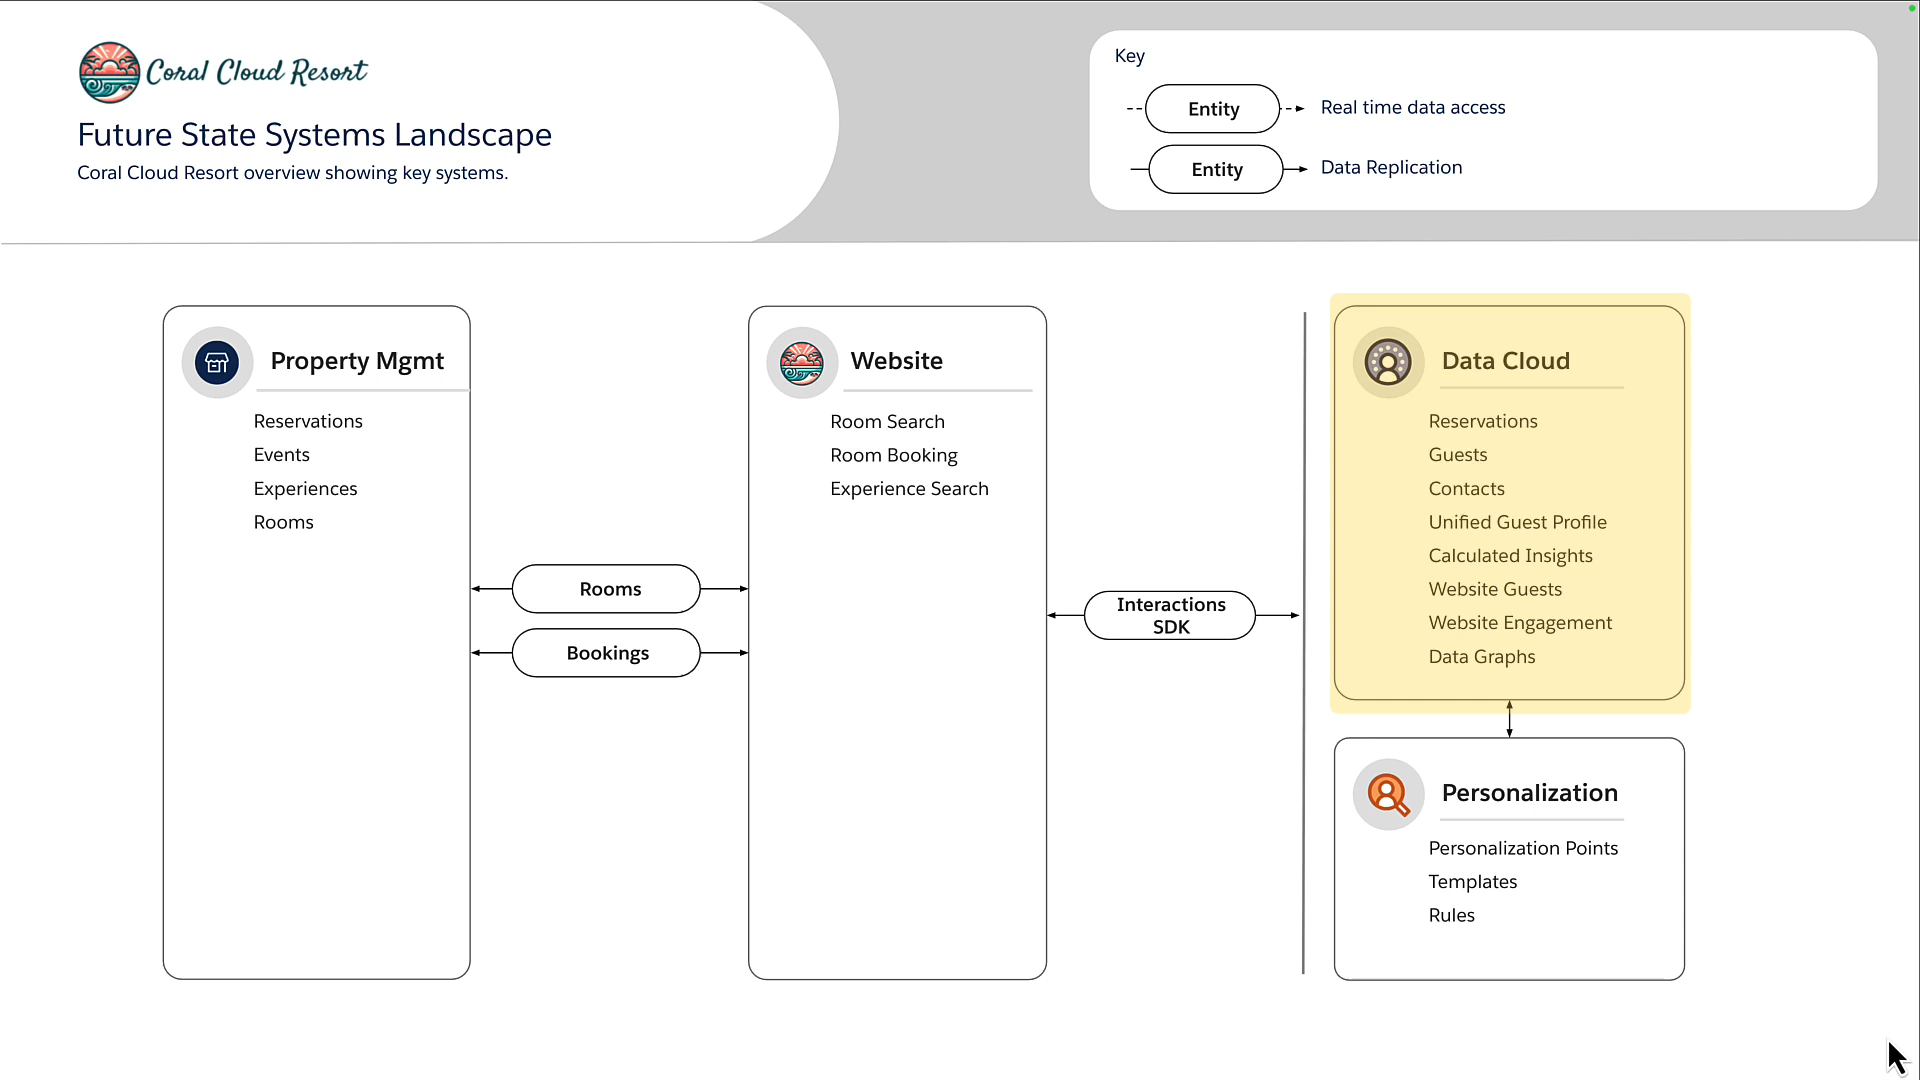 Coral Cloud Resort
Future State Systems Landscape
Coral Cloud Resort overview showing key systems.
Key
Entity
Real time data access
Entity
Data Replication
Property Mgmt
Reservations
Events
Experiences
Rooms
Rooms
Bookings
Website
Room Search
Room Booking
Experience Search
Interactions
SDK
Data Cloud
Reservations
Guests
Contacts
Unified Guest Profile
Calculated Insights
Website Guests
Website Engagement
Data Graphs
Personalization
Personalization Points
Templates
Rules